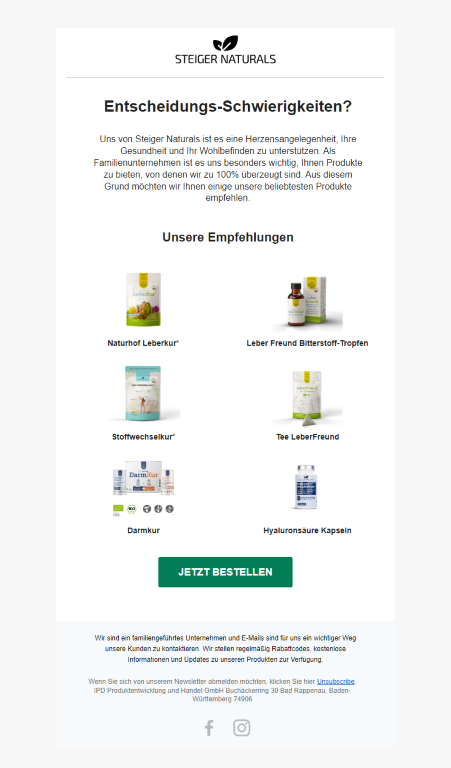 STEIGER NATURALS
Entscheidungs-Schwierigkeiten?
Uns von Steiger Naturals ist es eine Herzensangelegenheit, Ihre
Gesundheit und Ihr Wohlbefinden zu unterstützen. Als
Familienunternehmen ist es uns besonders wichtig, Ihnen Produkte
zu bieten, von denen wir zu 100% überzeugt sind. Aus diesem
Grund möchten wir Ihnen einige unsere beliebtesten Produkte
empfehlen.
Unsere Empfehlungen
LeberKur
Leber
Naturhof Leberkur*
Leber Freund Bitterstoff-Tropfen
LeberFreund
Stoffwechselkur*
Tee LeberFreund
DarmKur
BIO
Darmkur
Hyaluronsäure Kapseln
JETZT BESTELLEN
Wir sind ein familiengeführtes Unternehmen und E-Mails sind für uns ein wichtiger Weg
unsere Kunden zu kontaktieren. Wir stellen regelmäßig Rabattcodes, kostenlose
Informationen und Updates zu unseren Produkten zur Verfügung.
Wenn Sie sich von unserem Newsletter abmelden möchten, klicken Sie hier Unsubscribe.
IPD Produktentwicklung und Handel GmbH Buchäckerring 30 Bad Rappenau, Baden-
Württemberg 74906